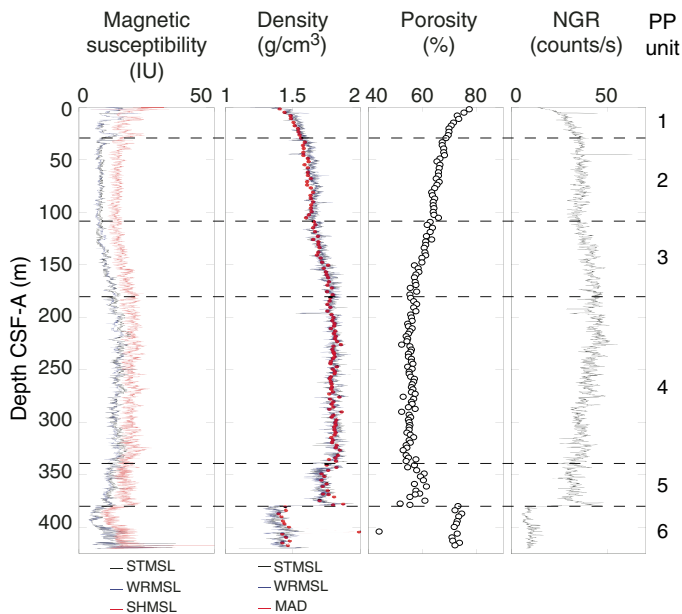 Magnetic susceptibility (IU)
Density (g/cm³)
Porosity (%)
NGR (counts/s)
PP unit
0 50
1 1.5 2
40 60 80
0 50
Depth CSF-A (m)
0
50
100
150
200
250
300
350
400
1
2
3
4
5
6
STMSL
WRMSL
SHMSL
STMSL
WRMSL
MAD